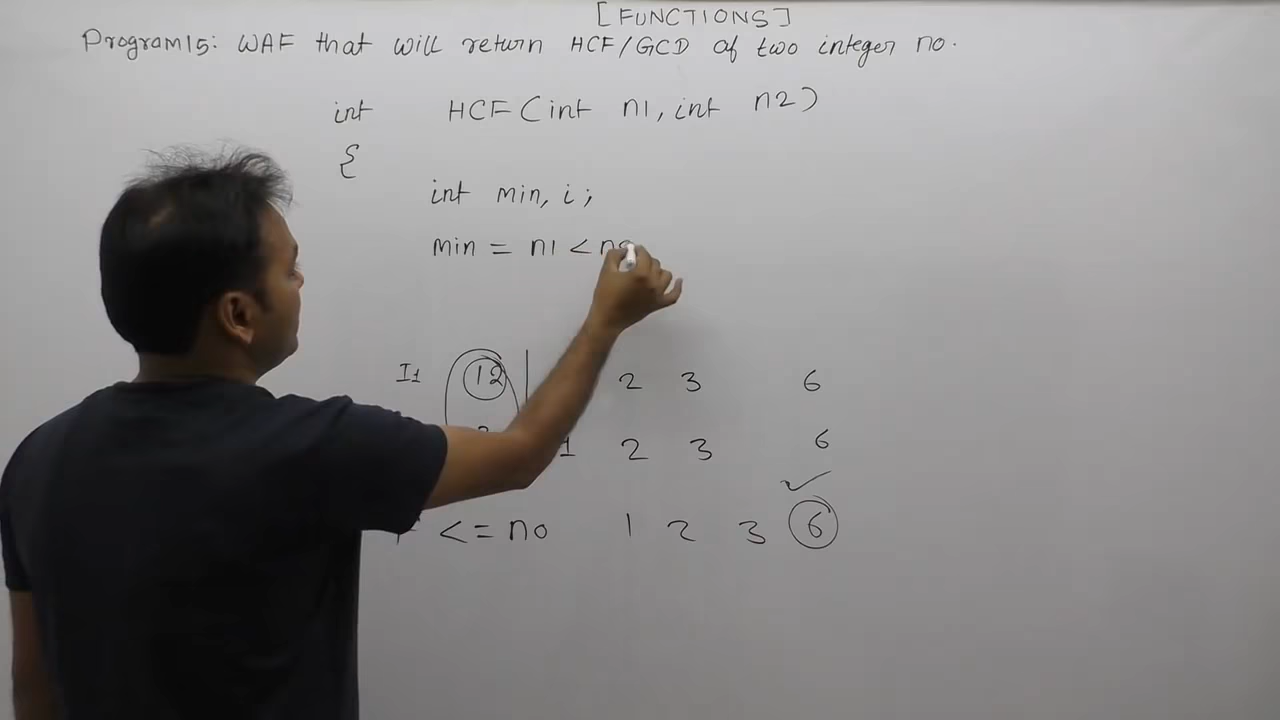 [FUNCTIONS]
Program15: WAF that will return HCF/GCD of two integer no.
int HCF(int n1, int n2)
{
int min, i;
min = n1 <
I1 12 2 3 6
1 2 3 6
<= no 1 2 3 6